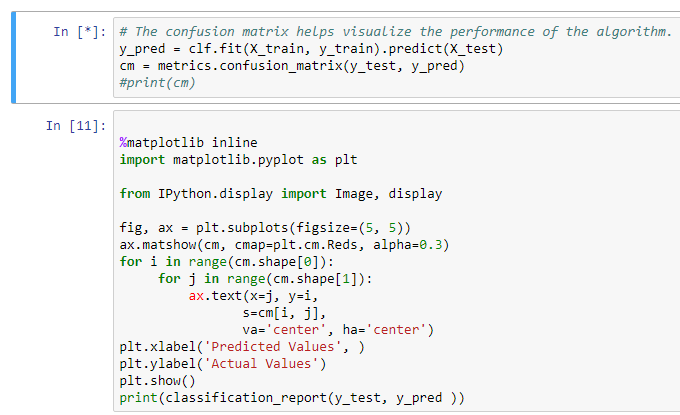 In [*]:
# The confusion matrix helps visualize the performance of the algorithm.
y_pred = clf.fit(X_train, y_train).predict(X_test)
cm = metrics.confusion_matrix(y_test, y_pred)
#print(cm)
In [11]:
%matplotlib inline
import matplotlib.pyplot as plt
from IPython.display import Image, display
fig, ax = plt.subplots(figsize=(5, 5))
ax.matshow(cm, cmap=plt.cm.Reds, alpha=0.3)
for i in range(cm.shape[0]):
     for j in range(cm.shape[1]):
         ax.text(x=j, y=i,
                s=cm[i, j],
                va='center', ha='center')
plt.xlabel('Predicted Values', )
plt.ylabel('Actual Values')
plt.show()
print(classification_report(y_test, y_pred ))